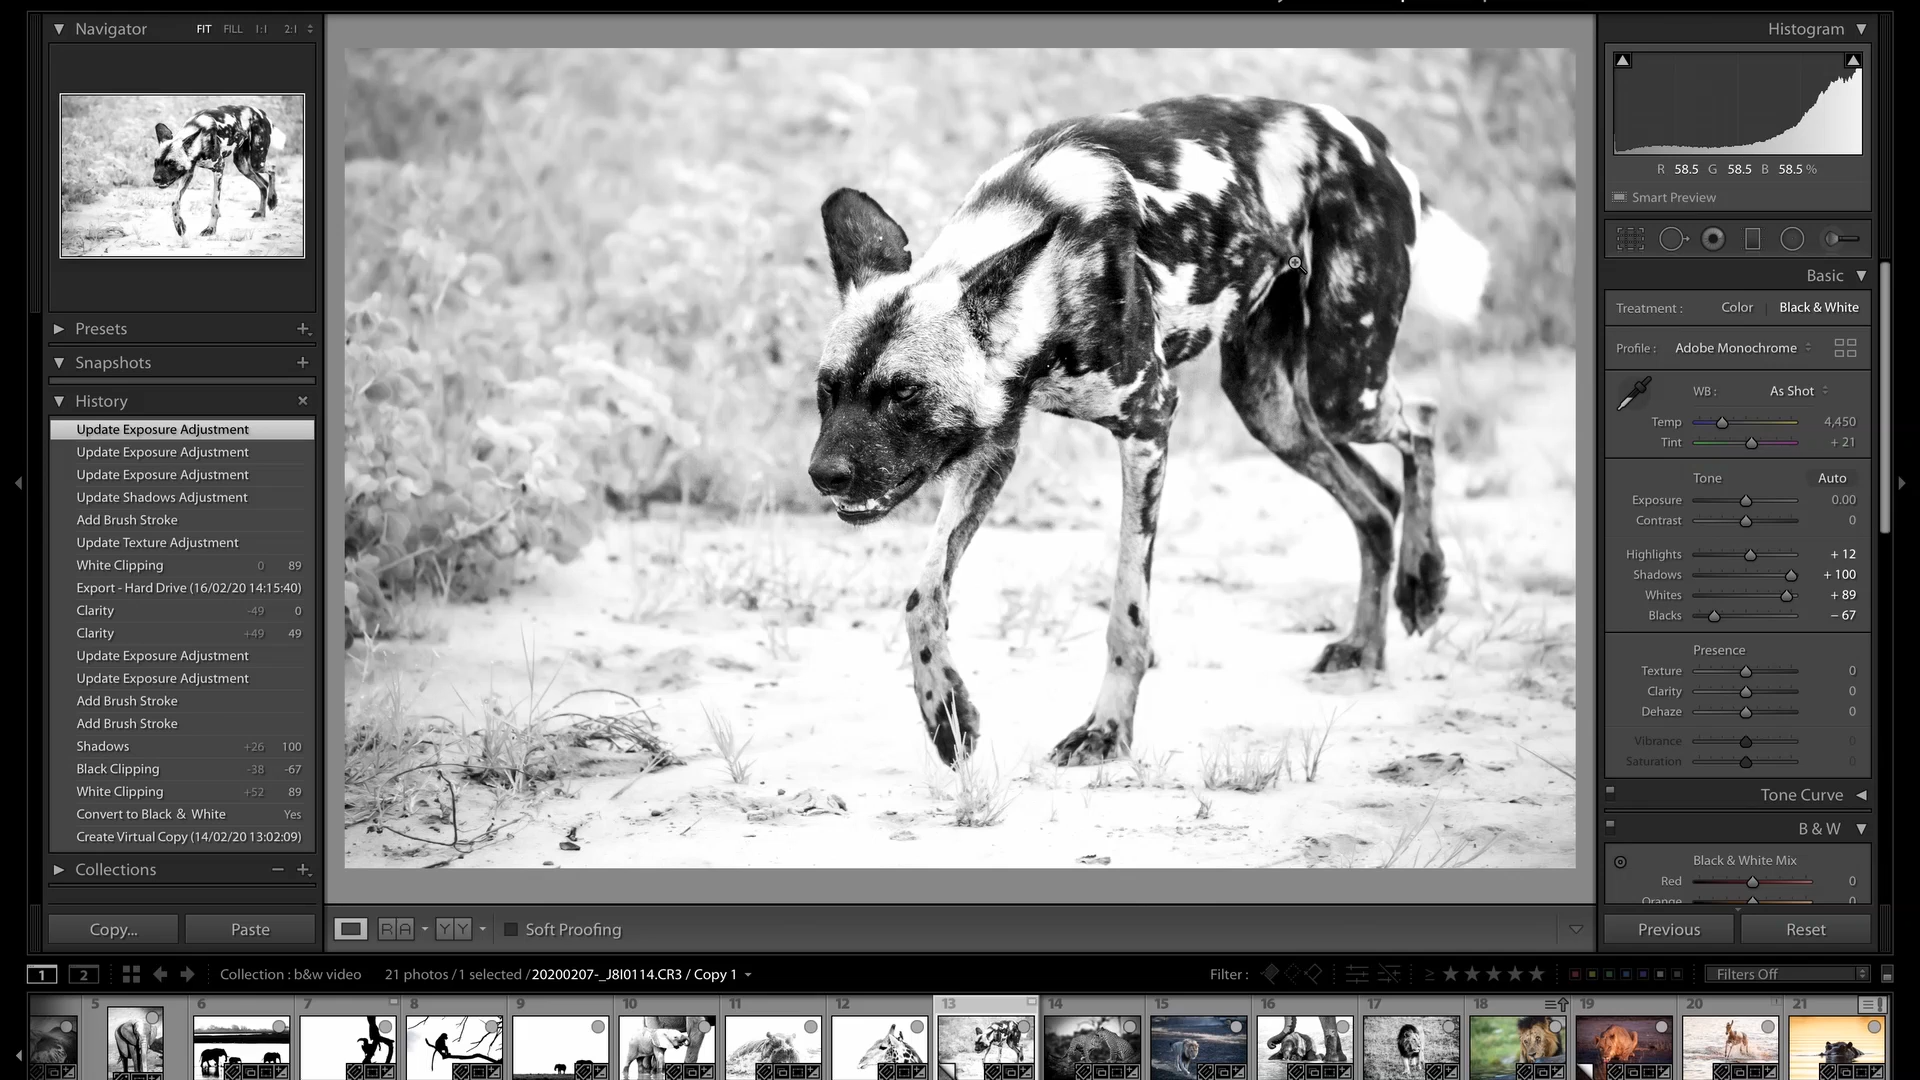 Navigator FIT FILL 1:1 2:1
Presets
Snapshots
History
Update Exposure Adjustment
Update Exposure Adjustment
Update Exposure Adjustment
Update Shadows Adjustment
Add Brush Stroke
Update Texture Adjustment
White Clipping 0 89
Export - Hard Drive (16/02/20 14:15:40)
Clarity -49 0
Clarity +49 49
Update Exposure Adjustment
Update Exposure Adjustment
Add Brush Stroke
Add Brush Stroke
Shadows +26 100
Black Clipping -38 -67
White Clipping +52 89
Convert to Black & White Yes
Create Virtual Copy (14/02/20 13:02:09)
Collections
Copy... Paste
R A Y Y Soft Proofing
Histogram
R 58.5 G 58.5 B 58.5 %
Smart Preview
Basic
Treatment : Color Black & White
Profile : Adobe Monochrome
WB : As Shot
Temp 4,450
Tint + 21
Tone Auto
Exposure 0.00
Contrast 0
Highlights + 12
Shadows + 100
Whites + 89
Blacks – 67
Presence
Texture 0
Clarity 0
Dehaze 0
Vibrance 0
Saturation 0
Tone Curve
B & W
Black & White Mix
Red 0
Orange 0
Previous Reset
1 2 Collection : b&w video 21 photos / 1 selected / 20200207-_J8I0114.CR3 / Copy 1 Filter : ≥ Filters Off
5 6 7 8 9 10 11 12 13 14 15 16 17 18 19 20 21